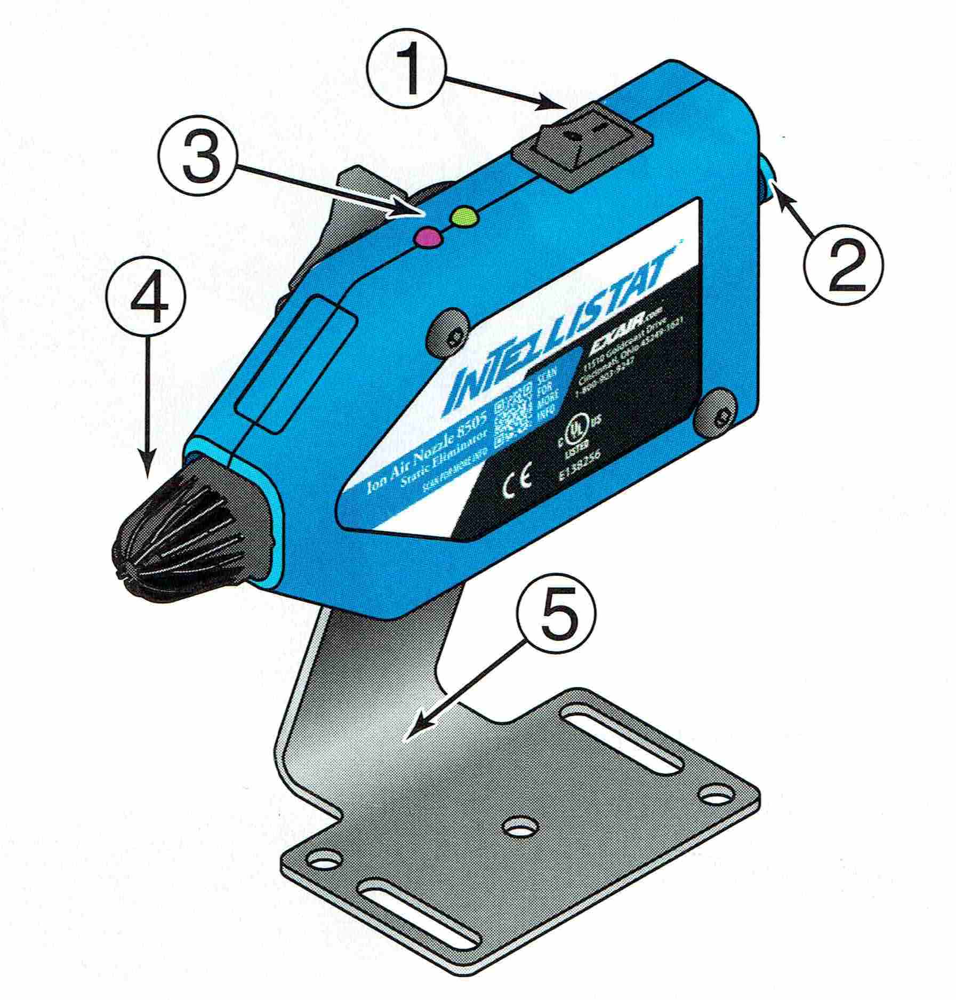 1
3
2
4
INTELLISTAT
EXAIR.com
11510 Goldcoast Drive
Cincinnati, Ohio 45249-1621
1-800-903-9247
Ion Air Nozzle 8505
Static Eliminator
SCAN FOR MORE INFO
SCAN
FOR
MORE
INFO
C UL US
LISTED
E138256
CE
5